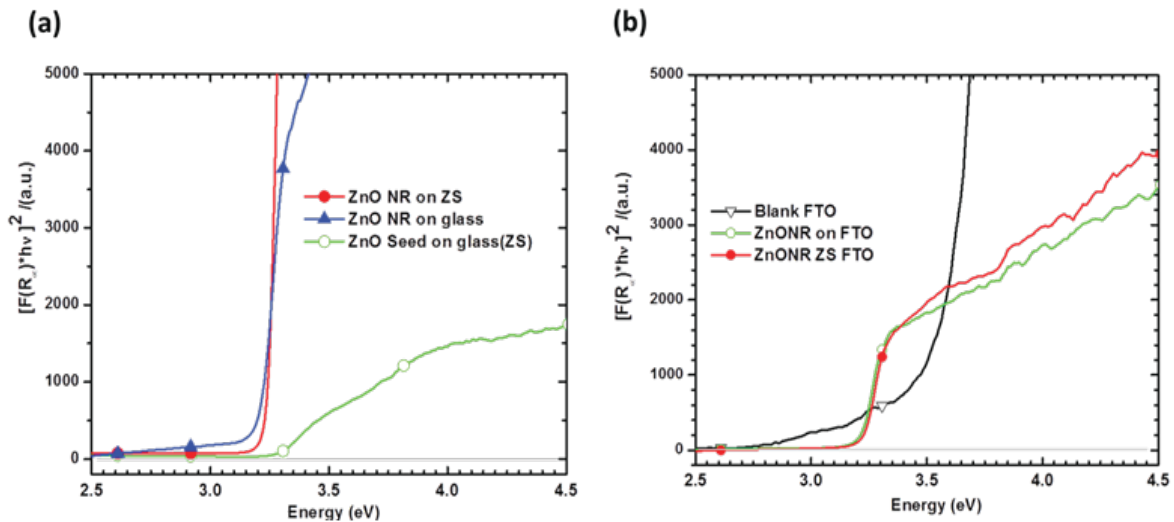 (a)
5000
4000
3000
2000
1000
0
[F(R∞)*hν]²/(a.u.)
ZnO NR on ZS
ZnO NR on glass
ZnO Seed on glass(ZS)
2.5 3.0 3.5 4.0 4.5
Energy (eV)
(b)
5000
4000
3000
2000
1000
0
[F(R∞)*hν]²/(a.u.)
Blank FTO
ZnONR on FTO
ZnONR ZS FTO
2.5 3.0 3.5 4.0 4.5
Energy (eV)